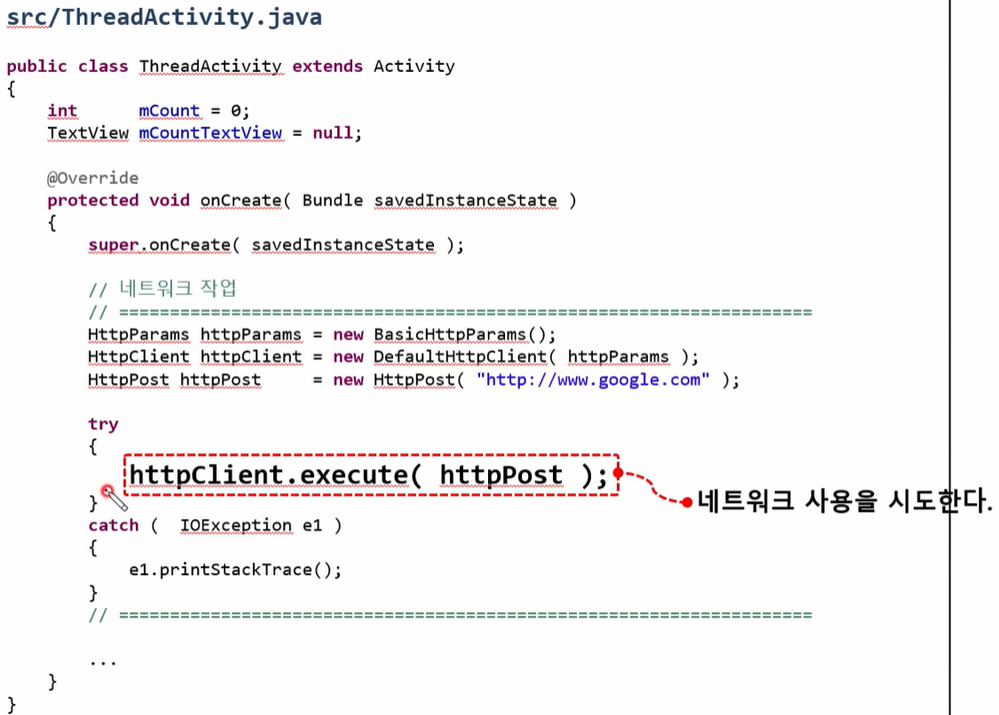 src/ThreadActivity.java
public class ThreadActivity extends Activity
{
int mCount = 0;
TextView mCountTextView = null;
@Override
protected void onCreate( Bundle savedInstanceState )
{
super.onCreate( savedInstanceState );
// 네트워크 작업
// ====================================================================
HttpParams httpParams = new BasicHttpParams();
HttpClient httpClient = new DefaultHttpClient( httpParams );
HttpPost httpPost = new HttpPost( "http://www.google.com" );
try
{
httpClient.execute( httpPost );
네트워크 사용을 시도한다.
}
catch ( IOException e1 )
{
e1.printStackTrace();
}
// ====================================================================
...
}
}